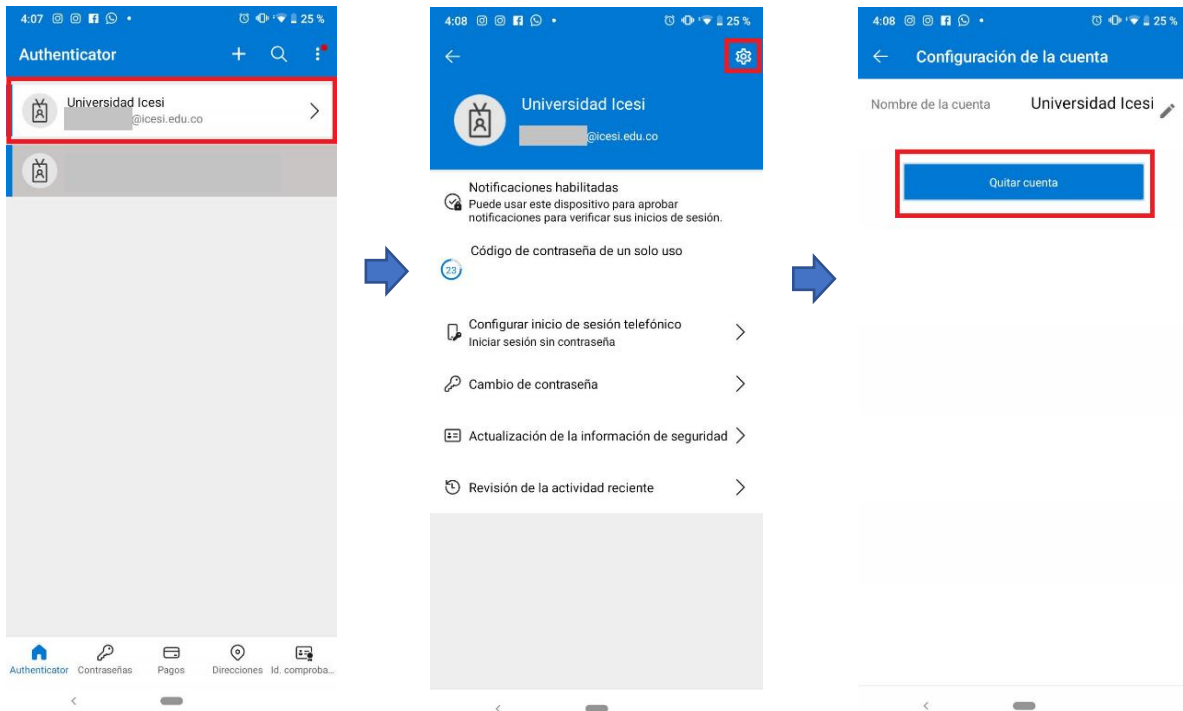 4:07
25 %
Authenticator
Universidad Icesi
@icesi.edu.co
Authenticator
Contraseñas
Pagos
Direcciones
Id. comproba...
4:08
25 %
Universidad Icesi
@icesi.edu.co
Notificaciones habilitadas
Puede usar este dispositivo para aprobar
notificaciones para verificar sus inicios de sesión.
Código de contraseña de un solo uso
23
Configurar inicio de sesión telefónico
Iniciar sesión sin contraseña
Cambio de contraseña
Actualización de la información de seguridad
Revisión de la actividad reciente
4:08
25 %
Configuración de la cuenta
Nombre de la cuenta Universidad Icesi
Quitar cuenta